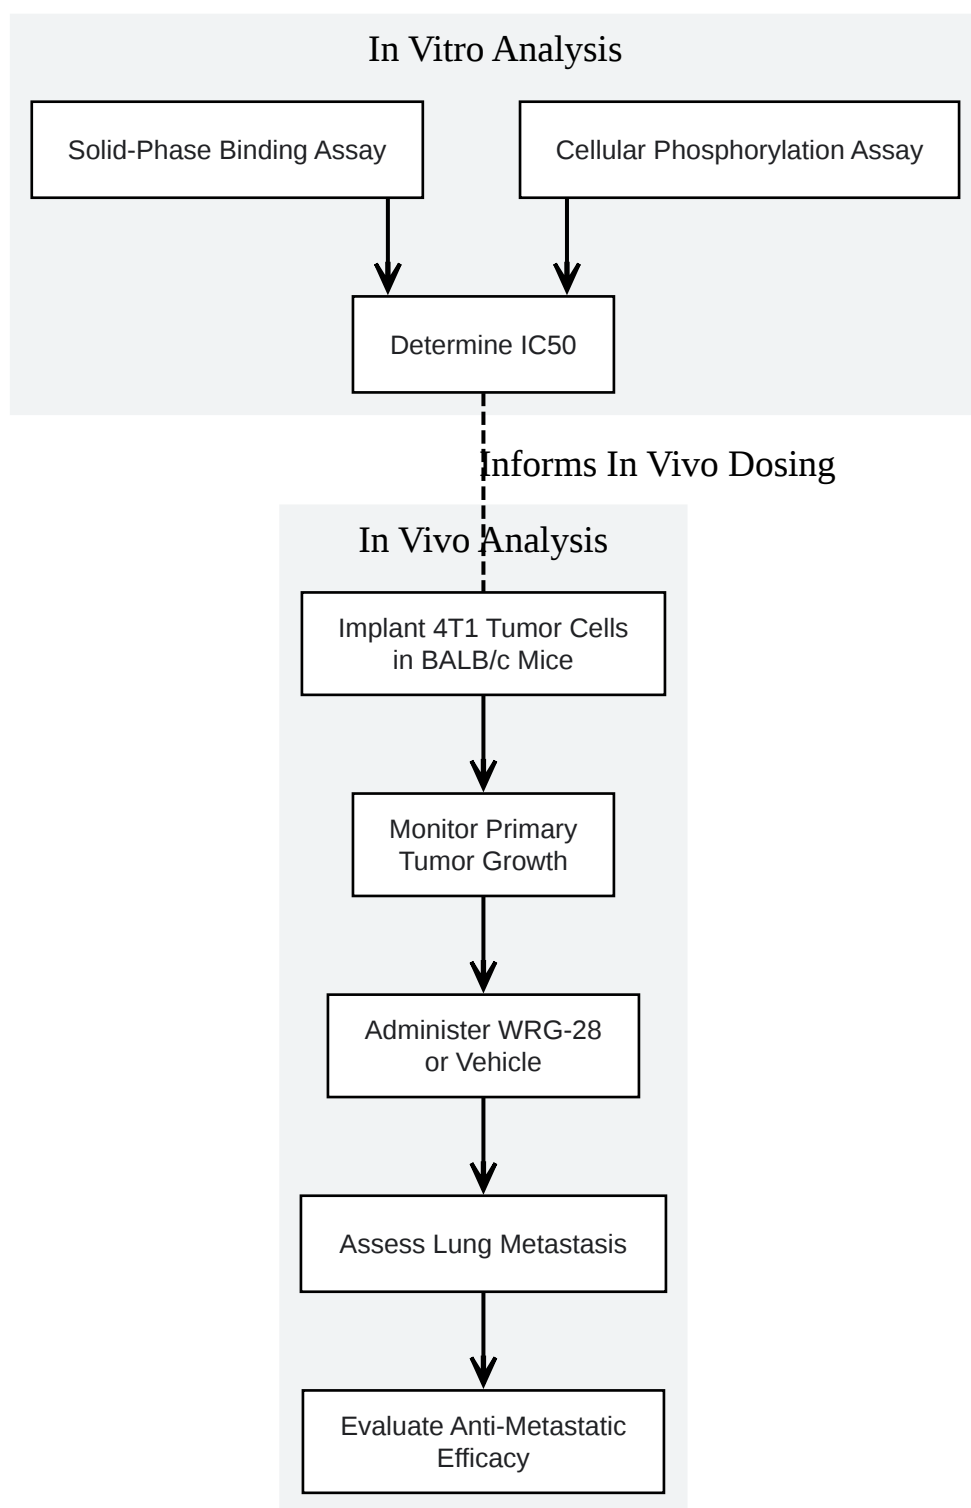 In Vitro Analysis
Solid-Phase Binding Assay
Cellular Phosphorylation Assay
Determine IC50
Informs In Vivo Dosing
In Vivo Analysis
Implant 4T1 Tumor Cells
in BALB/c Mice
Monitor Primary
Tumor Growth
Administer WRG-28
or Vehicle
Assess Lung Metastasis
Evaluate Anti-Metastatic
Efficacy